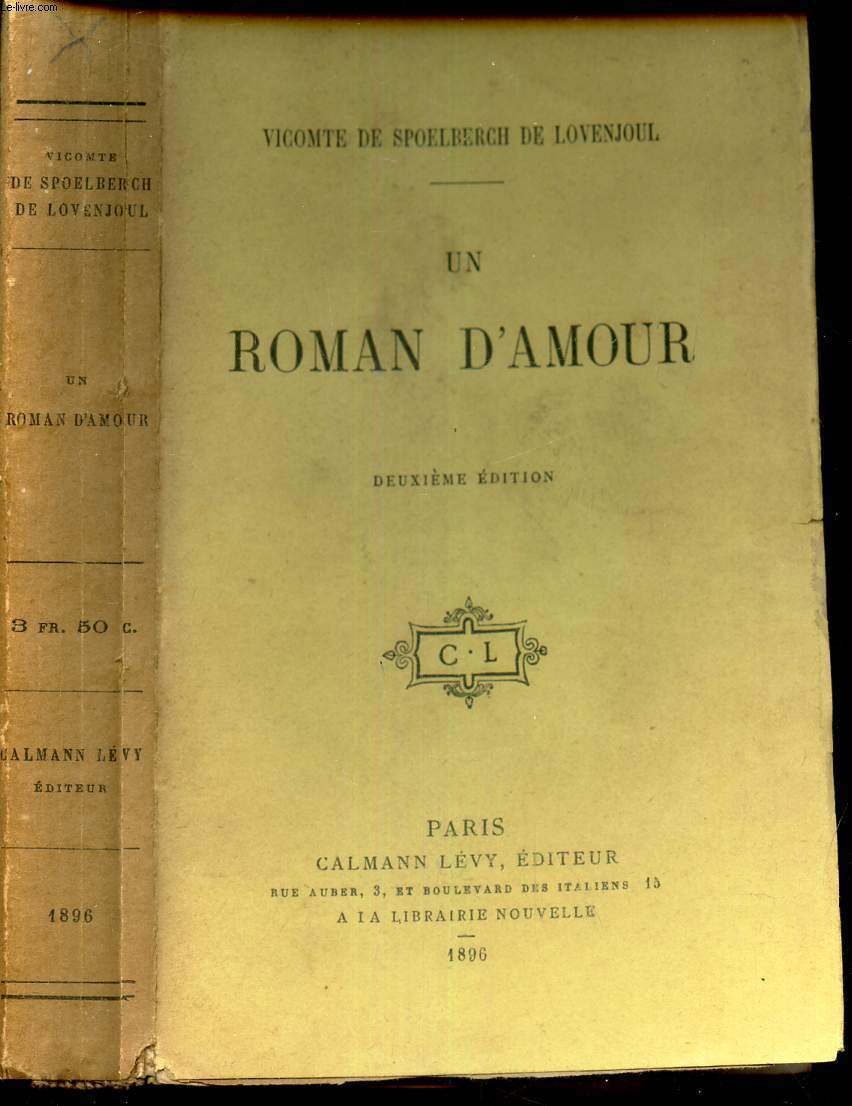 Le-livre.com
VICOMTE
DE SPOELBERCH
DE LOVENJOUL
UN
ROMAN D'AMOUR
3 FR. 50 C.
CALMANN LÉVY
ÉDITEUR
1896
VICOMTE DE SPOELBERCH DE LOVENJOUL
UN
ROMAN D'AMOUR
DEUXIÈME ÉDITION
C · L
PARIS
CALMANN LÉVY, ÉDITEUR
RUE AUBER, 3, ET BOULEVARD DES ITALIENS 15
A LA LIBRAIRIE NOUVELLE
1896